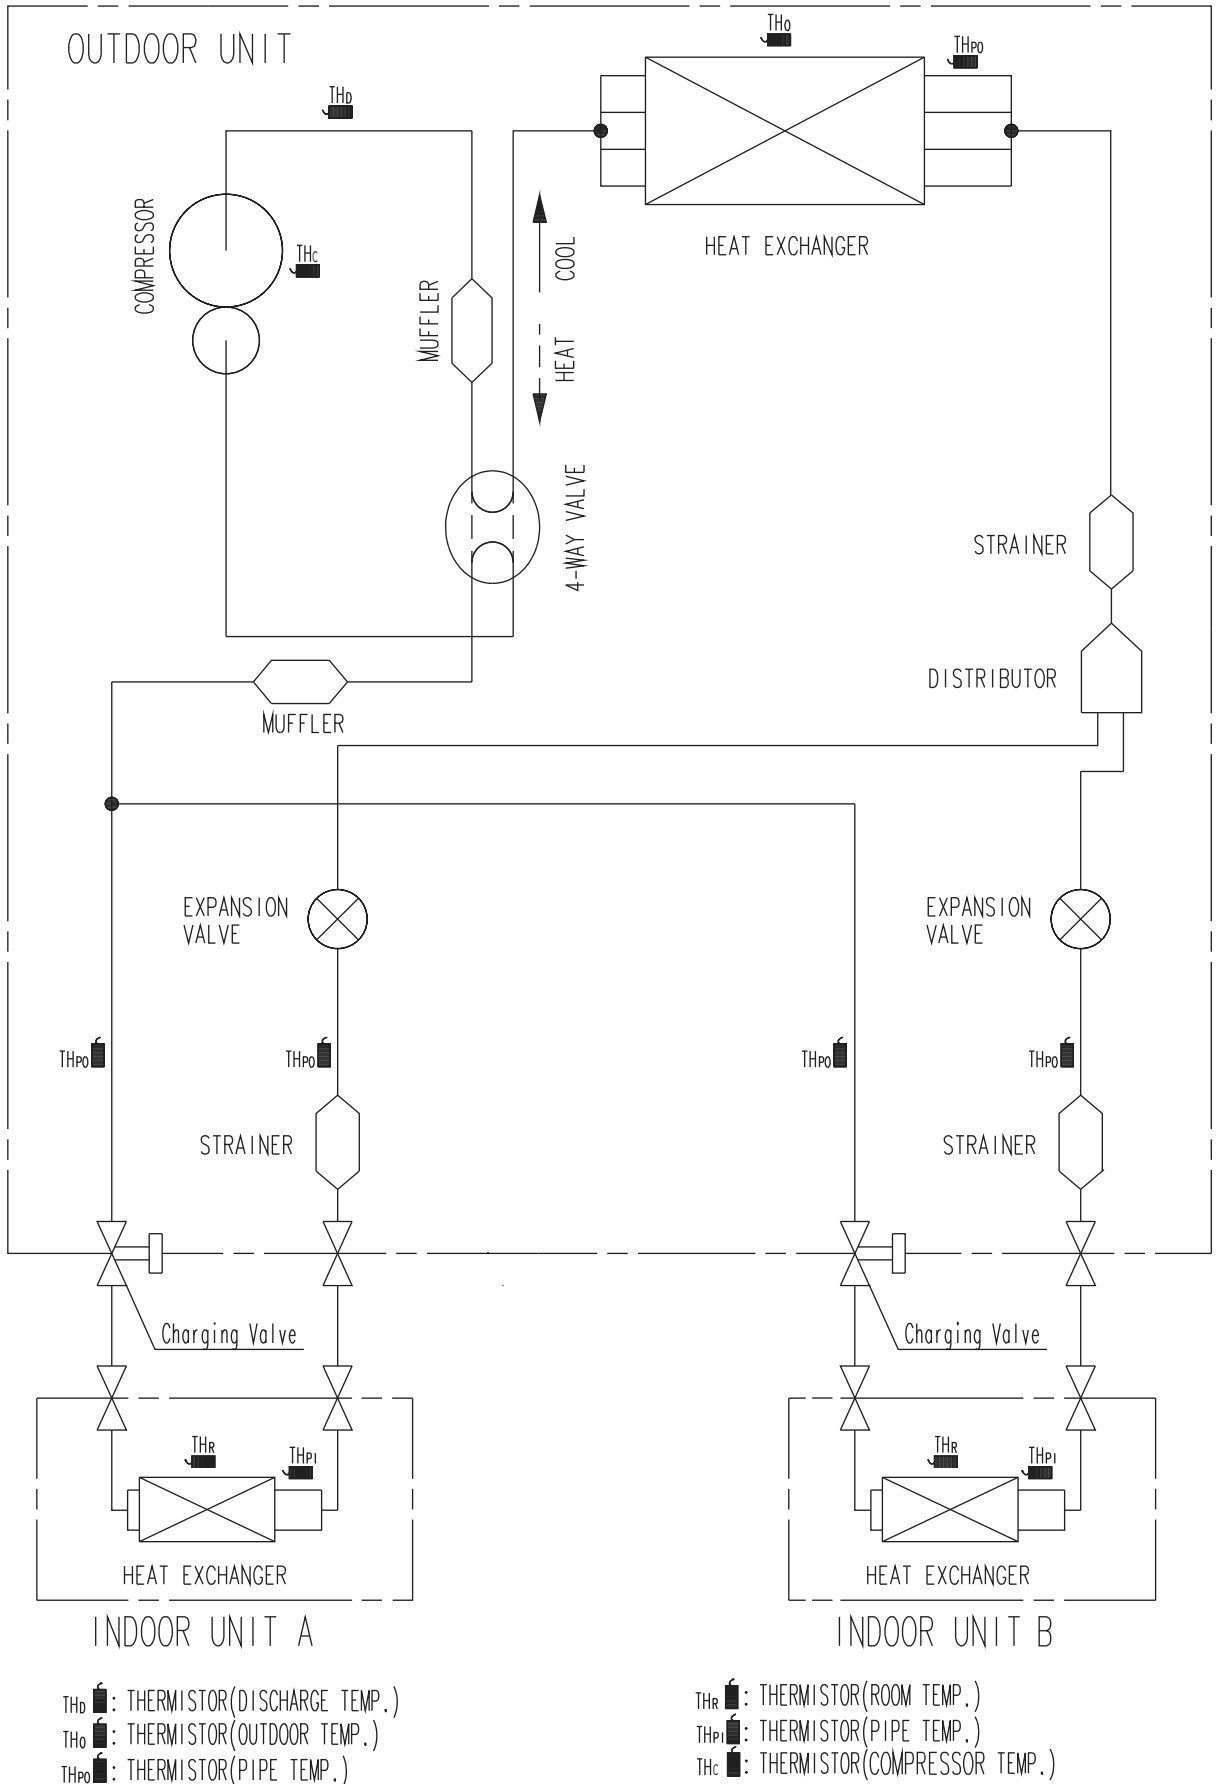 OUTDOOR UNIT
THO
THPO
THD
COMPRESSOR
THC
HEAT EXCHANGER
COOL
HEAT
MUFFLER
4-WAY VALVE
STRAINER
DISTRIBUTOR
MUFFLER
EXPANSION
VALVE
EXPANSION
VALVE
THPO
THPO
THPO
THPO
STRAINER
STRAINER
Charging Valve
Charging Valve
THR
THPI
THR
THPI
HEAT EXCHANGER
HEAT EXCHANGER
INDOOR UNIT A
INDOOR UNIT B
THD : THERMISTOR(DISCHARGE TEMP.)
THO : THERMISTOR(OUTDOOR TEMP.)
THPO : THERMISTOR(PIPE TEMP.)
THR : THERMISTOR(ROOM TEMP.)
THPI : THERMISTOR(PIPE TEMP.)
THC : THERMISTOR(COMPRESSOR TEMP.)